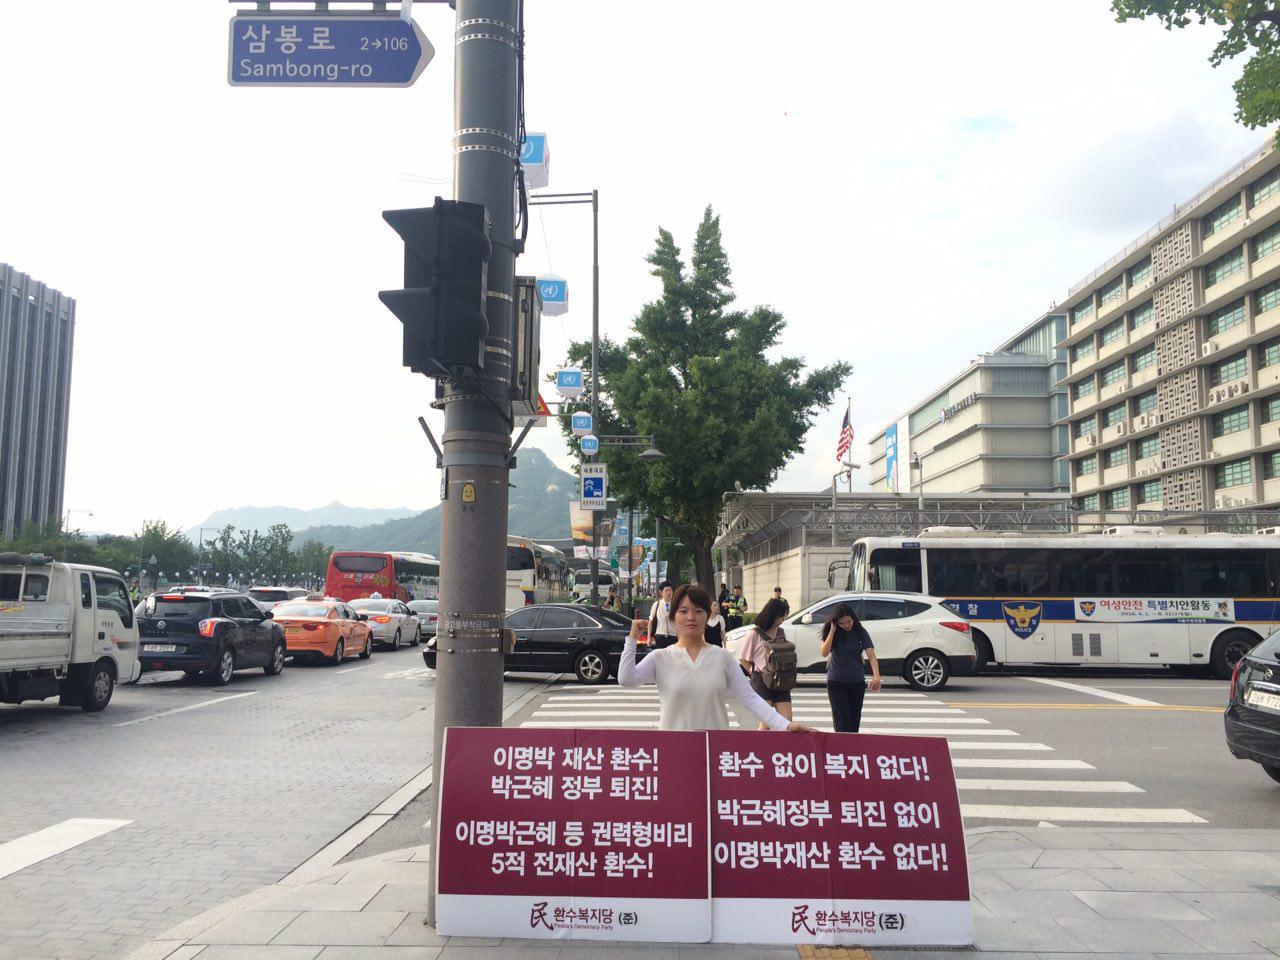 삼봉로 2→106
Sambong-ro
경찰
POLICE
여성안전 특별치안활동
이명박 재산 환수!
박근혜 정부 퇴진!
이명박근혜 등 권력형비리
5적 전재산 환수!
民 환수복지당 (준)
People's Democracy Party
환수 없이 복지 없다!
박근혜정부 퇴진 없이
이명박재산 환수 없다!
民 환수복지당 (준)
People's Democracy Party